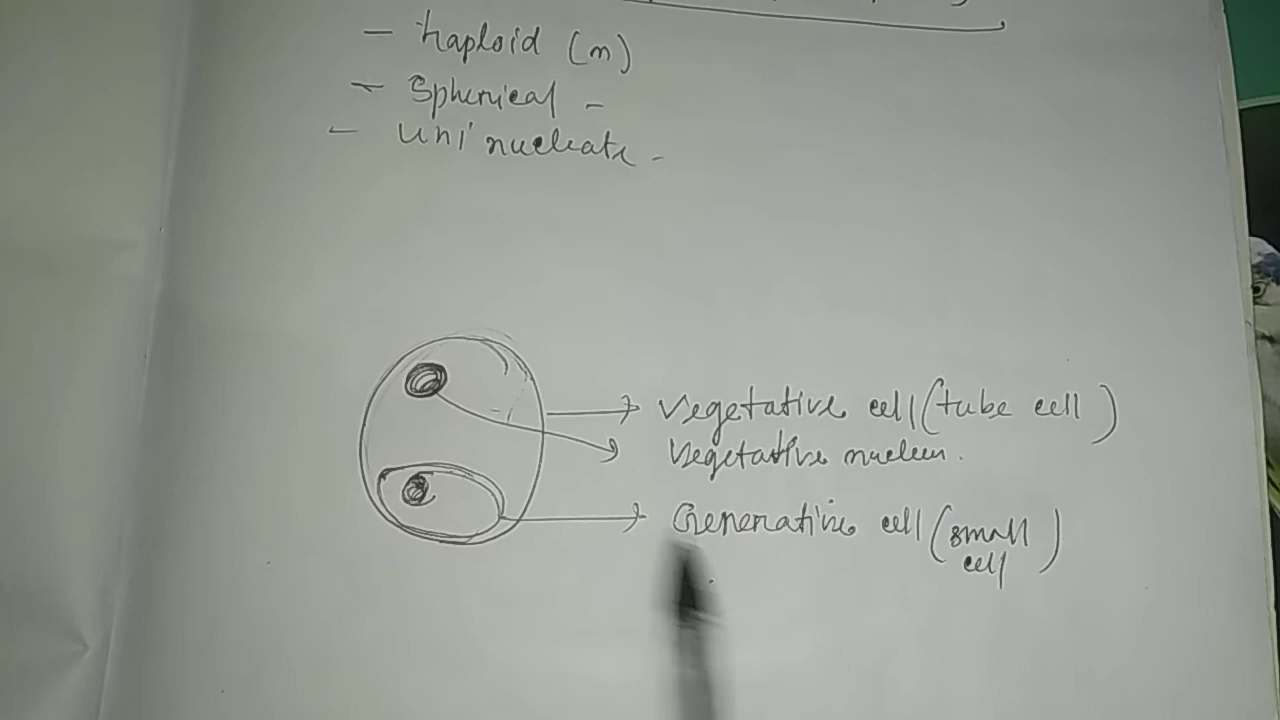 - haploid (n)
- Spherical -
- Uninucleate -
Vegetative cell (tube cell)
Vegetative nucleus.
Generative cell (small cell)